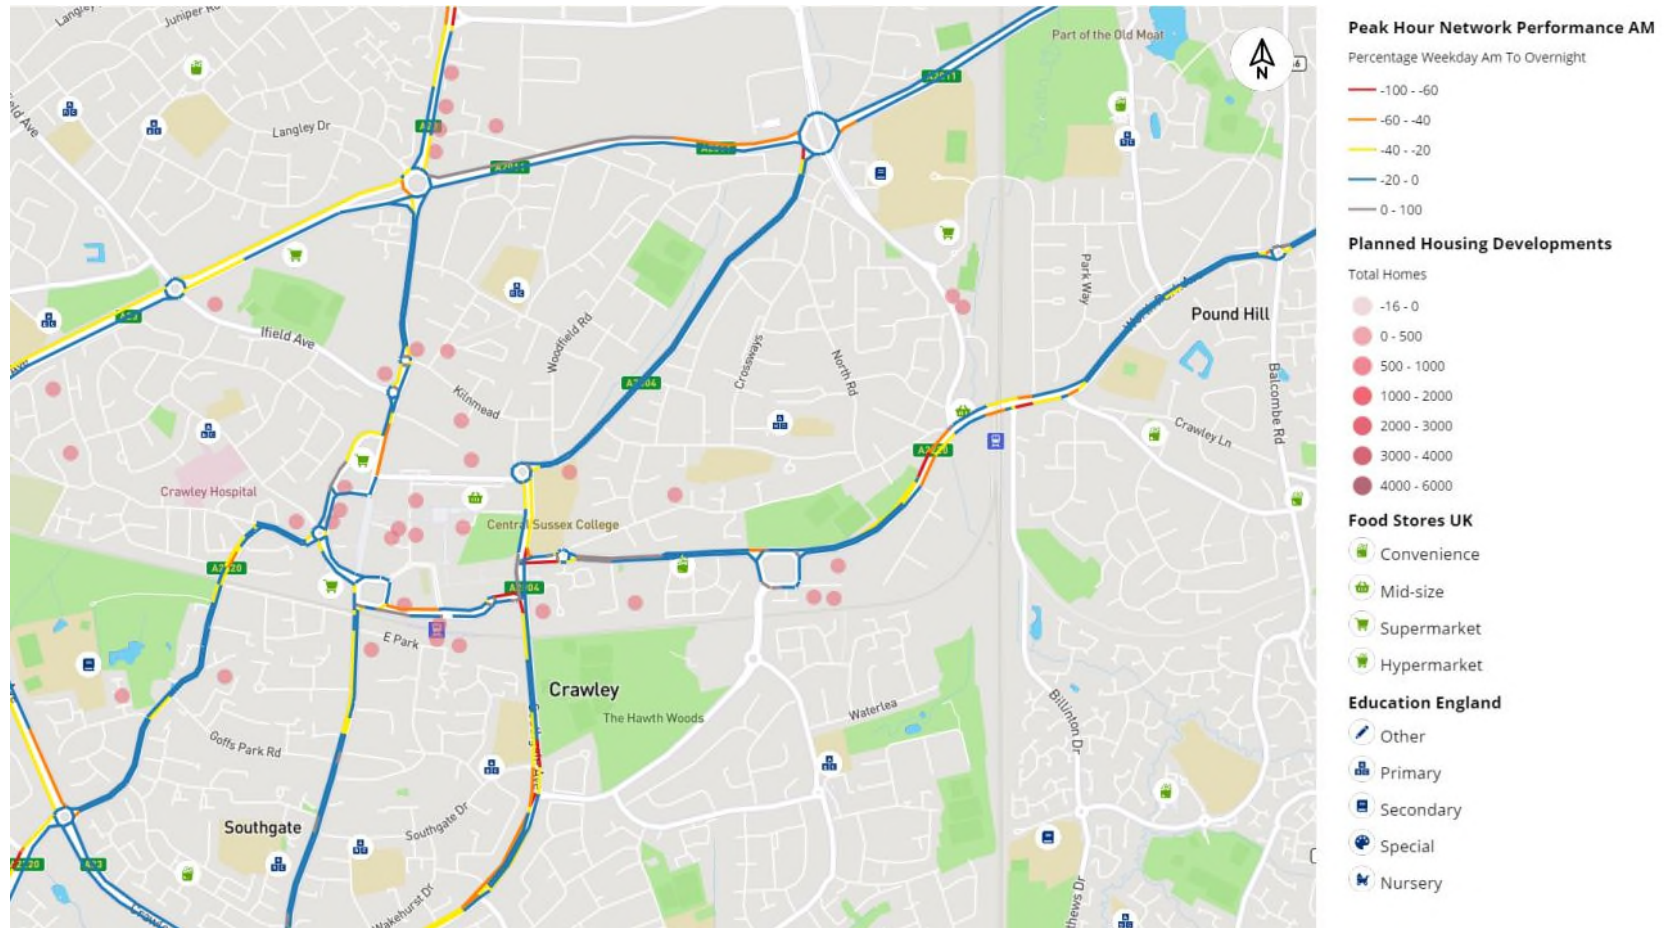 Juniper Rd
Part of the Old Moat
N
A2011
Langley Dr
A2011
Ifield Ave
Woodfield Rd
Crossways
North Rd
Park Way
Pound Hill
Balcombe Rd
Kilnmead
Crawley Ln
Crawley Hospital
Central Sussex College
A2220
A2220
E Park
Crawley
The Hawth Woods
Waterlea
Billinton Dr
Goffs Park Rd
Southgate
Southgate Dr
A23
Wakehurst Dr
Peak Hour Network Performance AM
Percentage Weekday Am To Overnight
-100 - -60
-60 - -40
-40 - -20
-20 - 0
0 - 100
Planned Housing Developments
Total Homes
-16 - 0
0 - 500
500 - 1000
1000 - 2000
2000 - 3000
3000 - 4000
4000 - 6000
Food Stores UK
Convenience
Mid-size
Supermarket
Hypermarket
Education England
Other
Primary
Secondary
Special
Nursery